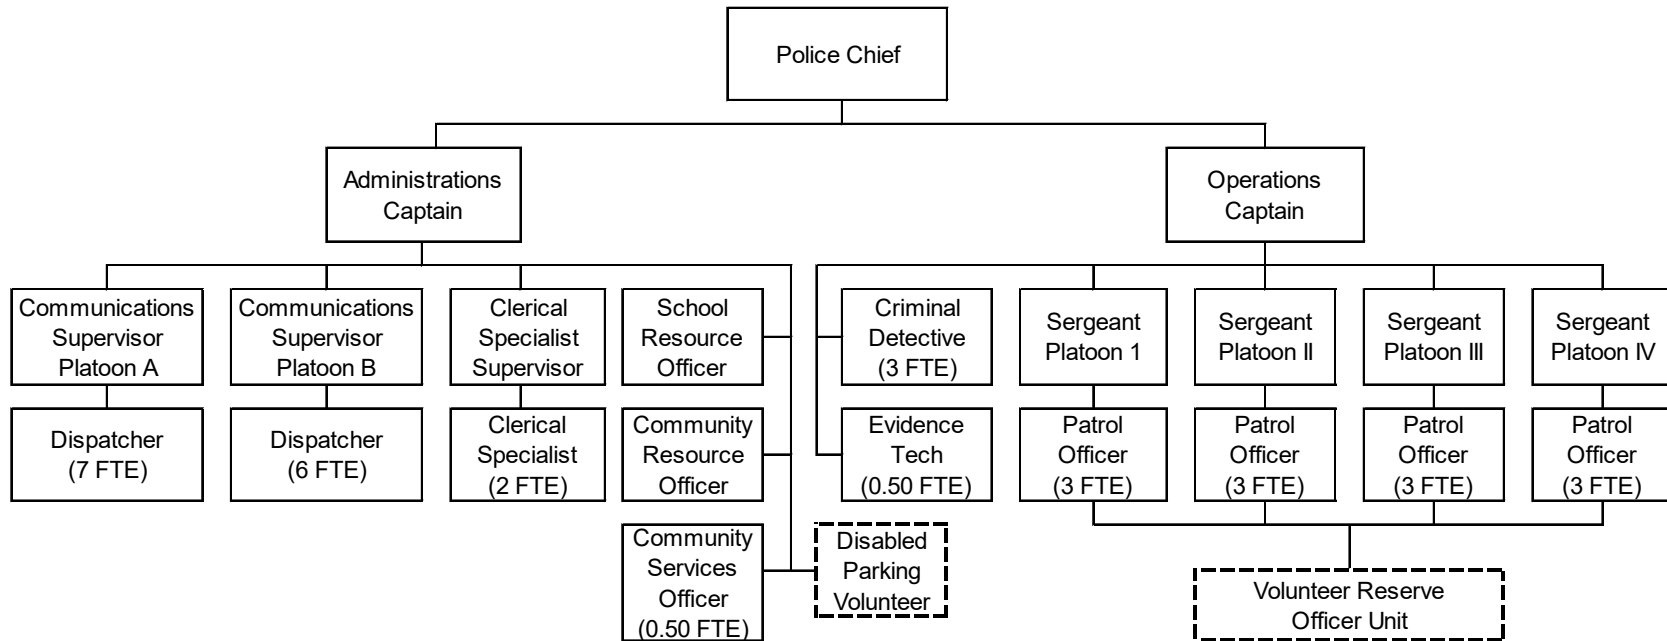 Police Chief
Administrations
Captain
Operations
Captain
Communications
Supervisor
Platoon A
Communications
Supervisor
Platoon B
Clerical
Specialist
Supervisor
School
Resource
Officer
Criminal
Detective
(3 FTE)
Sergeant
Platoon 1
Sergeant
Platoon II
Sergeant
Platoon III
Sergeant
Platoon IV
Dispatcher
(7 FTE)
Dispatcher
(6 FTE)
Clerical
Specialist
(2 FTE)
Community
Resource
Officer
Evidence
Tech
(0.50 FTE)
Patrol
Officer
(3 FTE)
Patrol
Officer
(3 FTE)
Patrol
Officer
(3 FTE)
Patrol
Officer
(3 FTE)
Community
Services
Officer
(0.50 FTE)
Disabled
Parking
Volunteer
Volunteer Reserve
Officer Unit